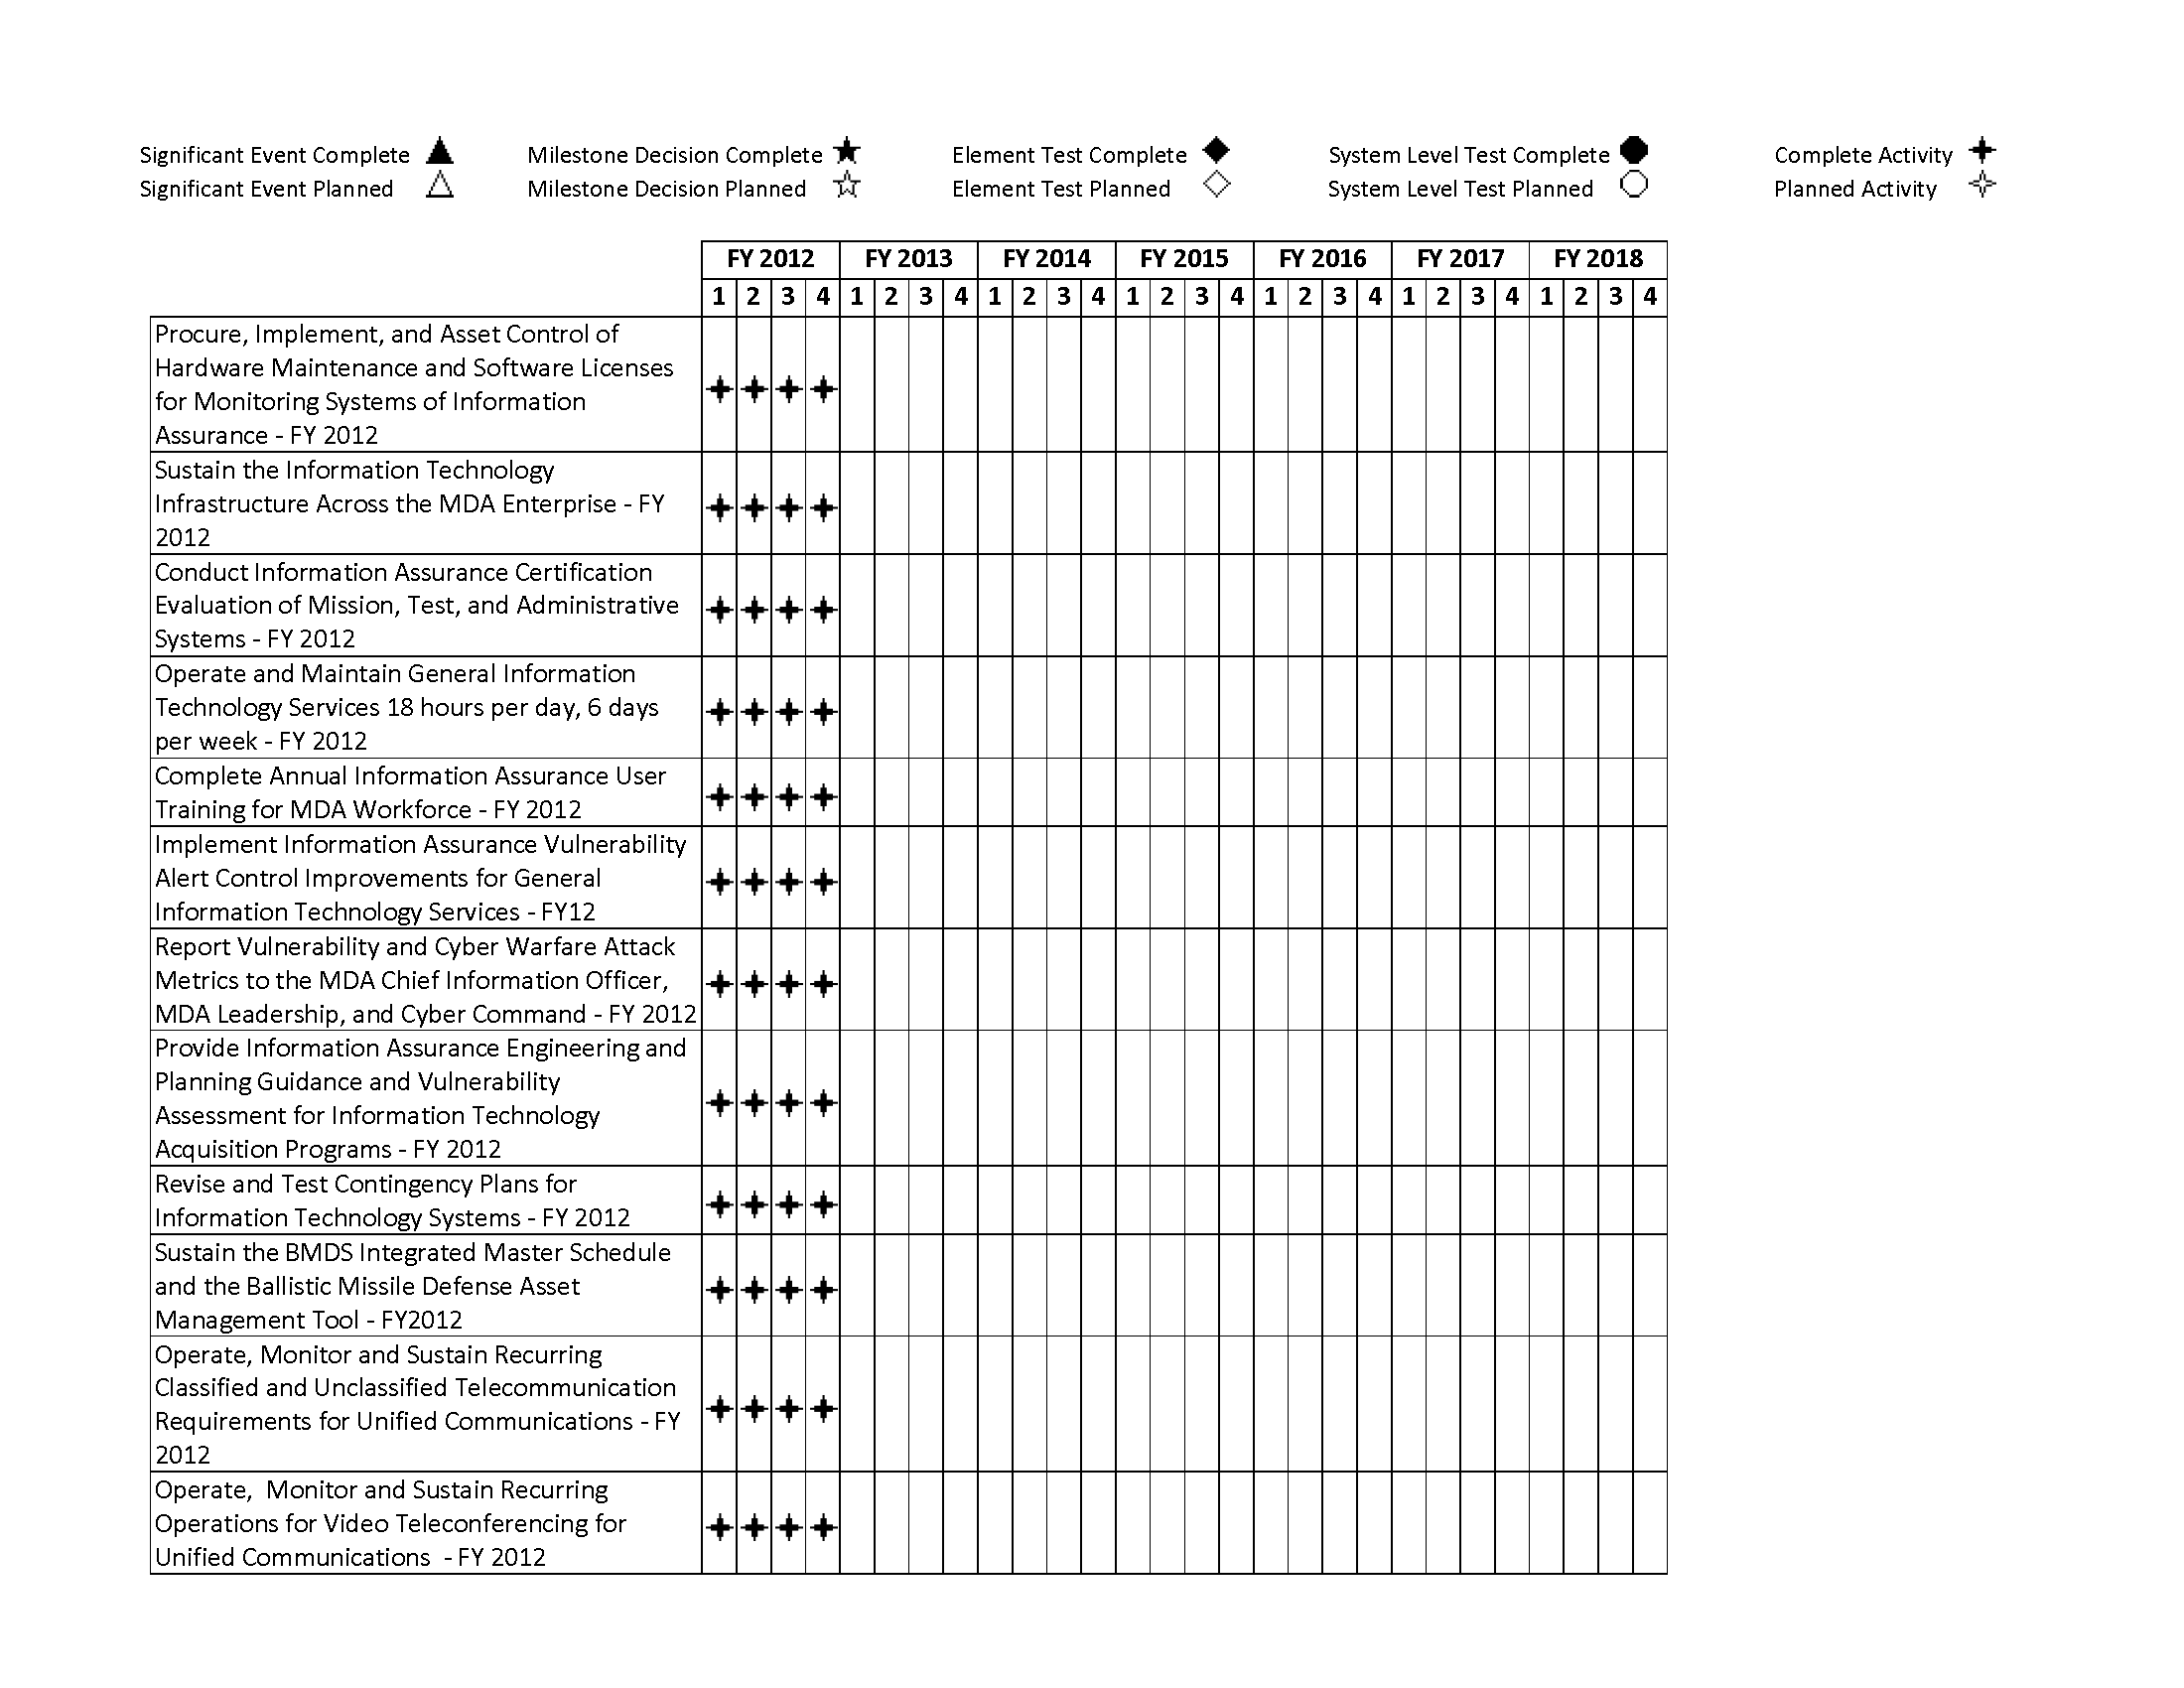 Significant Event Complete Milestone Decision Complete Element Test Complete System Level Test Complete Complete Activity
Significant Event Planned Milestone Decision Planned Element Test Planned System Level Test Planned Planned Activity
FY 2012 FY 2013 FY 2014 FY 2015 FY 2016 FY 2017 FY 2018
1 2 3 4 1 2 3 4 1 2 3 4 1 2 3 4 1 2 3 4 1 2 3 4 1 2 3 4
Procure, Implement, and Asset Control of
Hardware Maintenance and Software Licenses
for Monitoring Systems of Information
Assurance - FY 2012
Sustain the Information Technology
Infrastructure Across the MDA Enterprise - FY
2012
Conduct Information Assurance Certification
Evaluation of Mission, Test, and Administrative
Systems - FY 2012
Operate and Maintain General Information
Technology Services 18 hours per day, 6 days
per week - FY 2012
Complete Annual Information Assurance User
Training for MDA Workforce - FY 2012
Implement Information Assurance Vulnerability
Alert Control Improvements for General
Information Technology Services - FY12
Report Vulnerability and Cyber Warfare Attack
Metrics to the MDA Chief Information Officer,
MDA Leadership, and Cyber Command - FY 2012
Provide Information Assurance Engineering and
Planning Guidance and Vulnerability
Assessment for Information Technology
Acquisition Programs - FY 2012
Revise and Test Contingency Plans for
Information Technology Systems - FY 2012
Sustain the BMDS Integrated Master Schedule
and the Ballistic Missile Defense Asset
Management Tool - FY2012
Operate, Monitor and Sustain Recurring
Classified and Unclassified Telecommunication
Requirements for Unified Communications - FY
2012
Operate,  Monitor and Sustain Recurring
Operations for Video Teleconferencing for
Unified Communications  - FY 2012